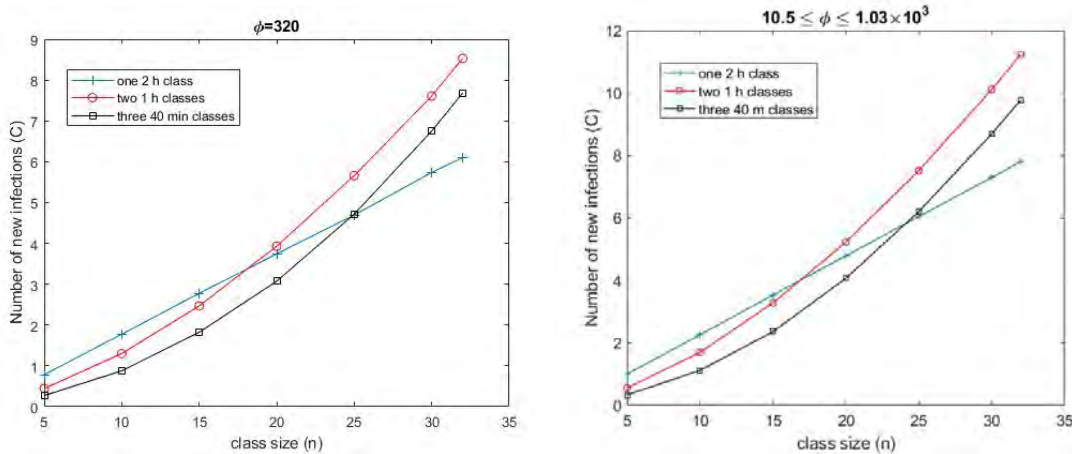 ϕ=320
Number of new infections (C)
9
8
7
6
5
4
3
2
1
0
one 2 h class
two 1 h classes
three 40 min classes
5 10 15 20 25 30 35
class size (n)
10.5 ≤ ϕ ≤ 1.03×10³
Number of new infections (C)
12
10
8
6
4
2
0
one 2 h class
two 1 h classes
three 40 m classes
5 10 15 20 25 30 35
class size (n)